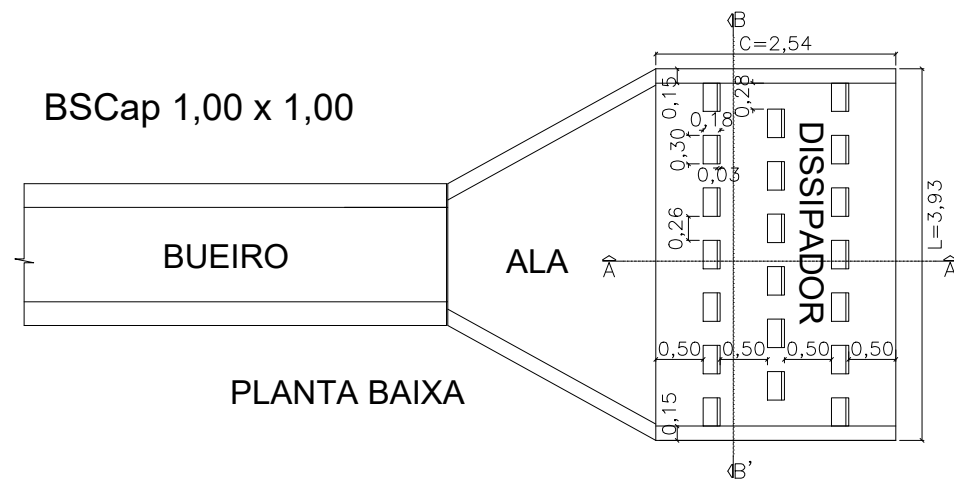 B
C=2,54
BSCap 1,00 x 1,00
0,15
0,28
0,18
0,30
0,03
DISSIPADOR
L=3,93
0,26
BUEIRO
ALA
A
A
0,50
0,50
0,50
0,50
PLANTA BAIXA
0,15
B'